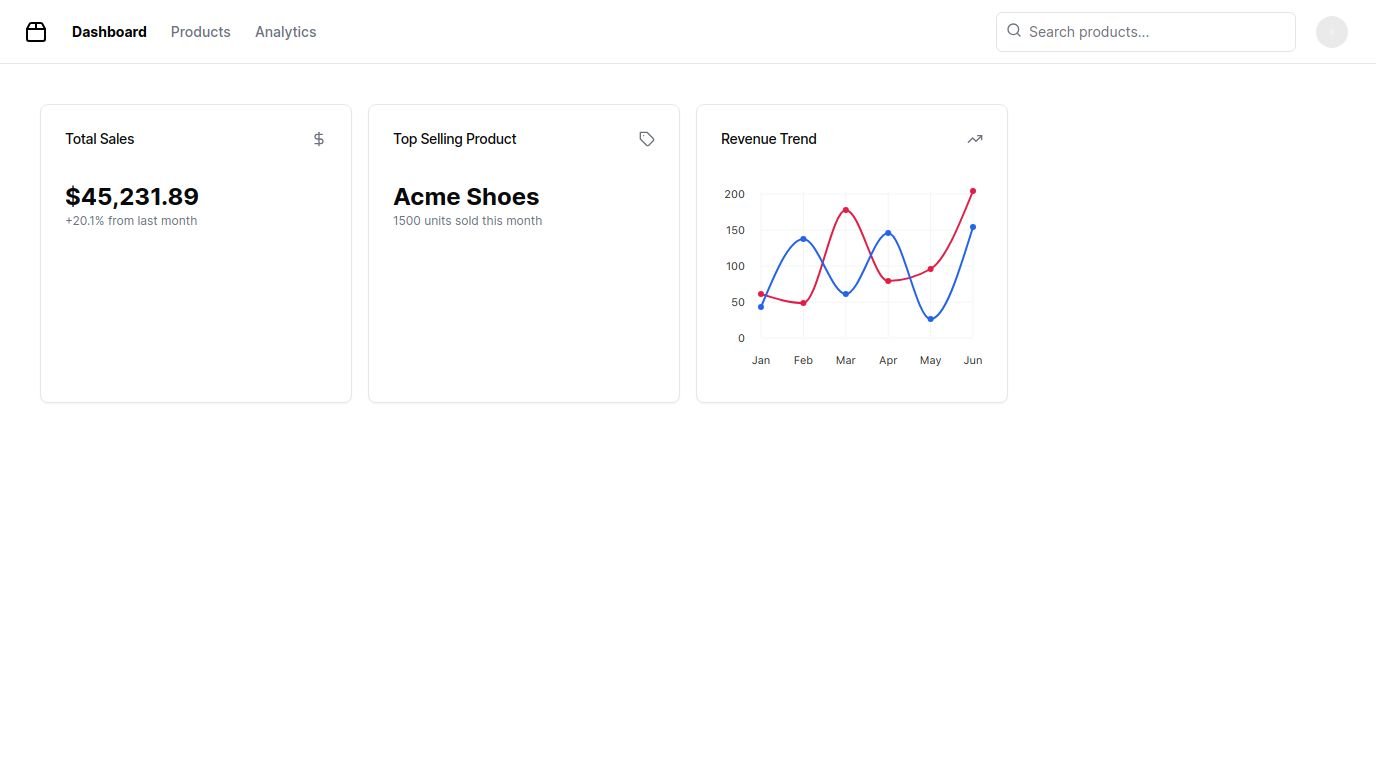 Dashboard Products Analytics
Search products...
Total Sales
$45,231.89
+20.1% from last month
Top Selling Product
Acme Shoes
1500 units sold this month
Revenue Trend
200
150
100
50
0
Jan Feb Mar Apr May Jun